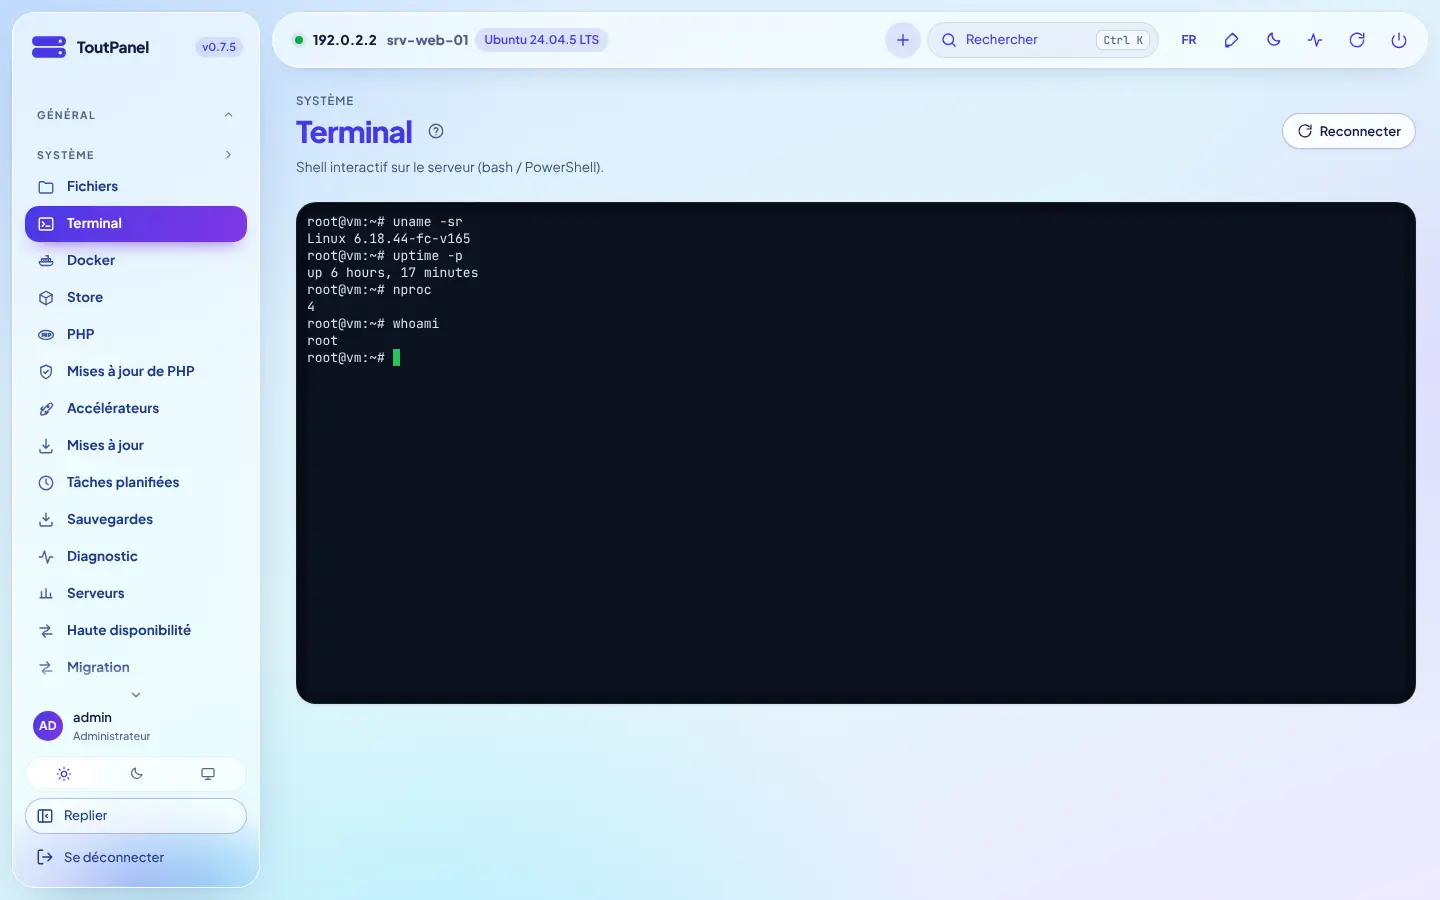 ToutPanel
v0.7.5
GÉNÉRAL
SYSTÈME
Fichiers
Terminal
Docker
Store
PHP
Mises à jour de PHP
Accélérateurs
Mises à jour
Tâches planifiées
Sauvegardes
Diagnostic
Serveurs
Haute disponibilité
Migration
AD
admin
Administrateur
Replier
Se déconnecter
192.0.2.2 srv-web-01 Ubuntu 24.04.5 LTS
Rechercher Ctrl K
FR
SYSTÈME
Terminal
Reconnecter
Shell interactif sur le serveur (bash / PowerShell).
root@vm:~# uname -sr
Linux 6.18.44-fc-v165
root@vm:~# uptime -p
up 6 hours, 17 minutes
root@vm:~# nproc
4
root@vm:~# whoami
root
root@vm:~#